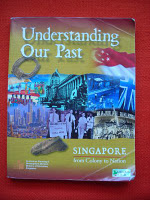 Understanding
Our Past
SINGAPORE
from Colony to Nation